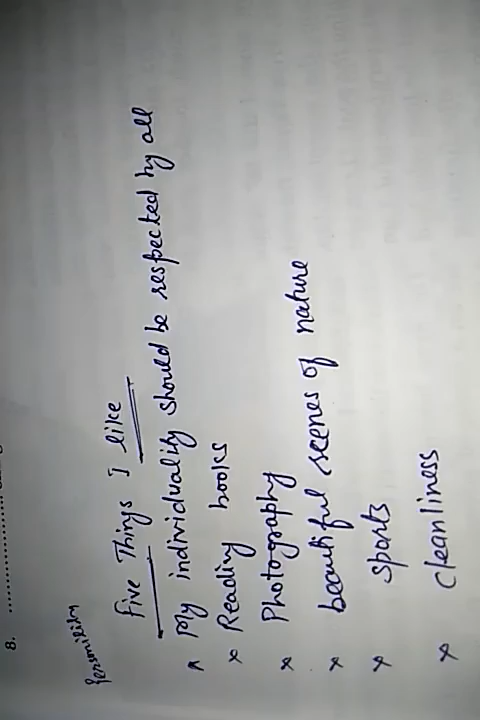 8. ....................
Personility
Five Things I like
^ My individuality should be respected by all
x Reading books
x Photography
x beautiful scenes of nature
x sports
x cleanliness